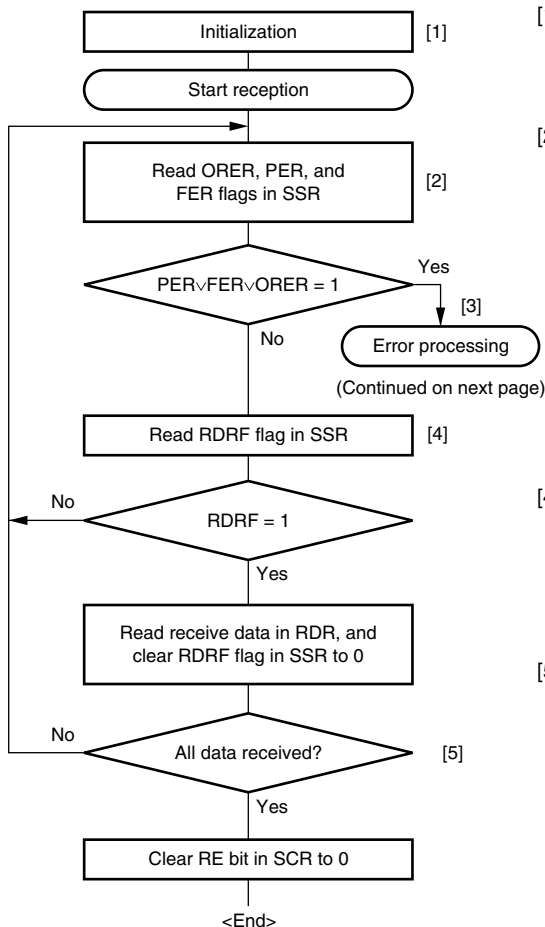 Initialization
[1]
Start reception
Read ORER, PER, and
FER flags in SSR
[2]
PER∨FER∨ORER = 1
Yes
[3]
No
Error processing
(Continued on next page)
Read RDRF flag in SSR
[4]
No
RDRF = 1
Yes
Read receive data in RDR, and
clear RDRF flag in SSR to 0
No
All data received?
[5]
Yes
Clear RE bit in SCR to 0
<End>